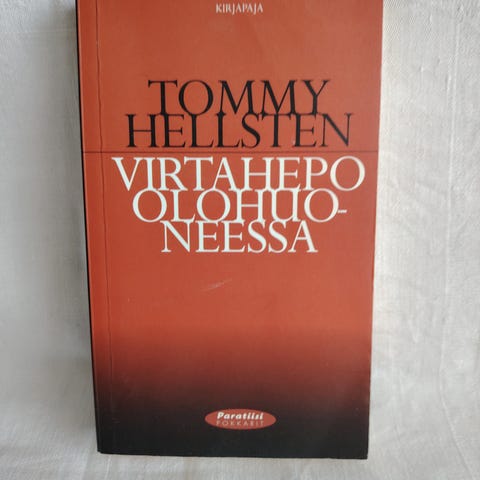 KIRJAPAJA
TOMMY
HELLSTEN
VIRTAHEPO
OLOHUO-
NEESSA
Paratiisi
POKKARIT